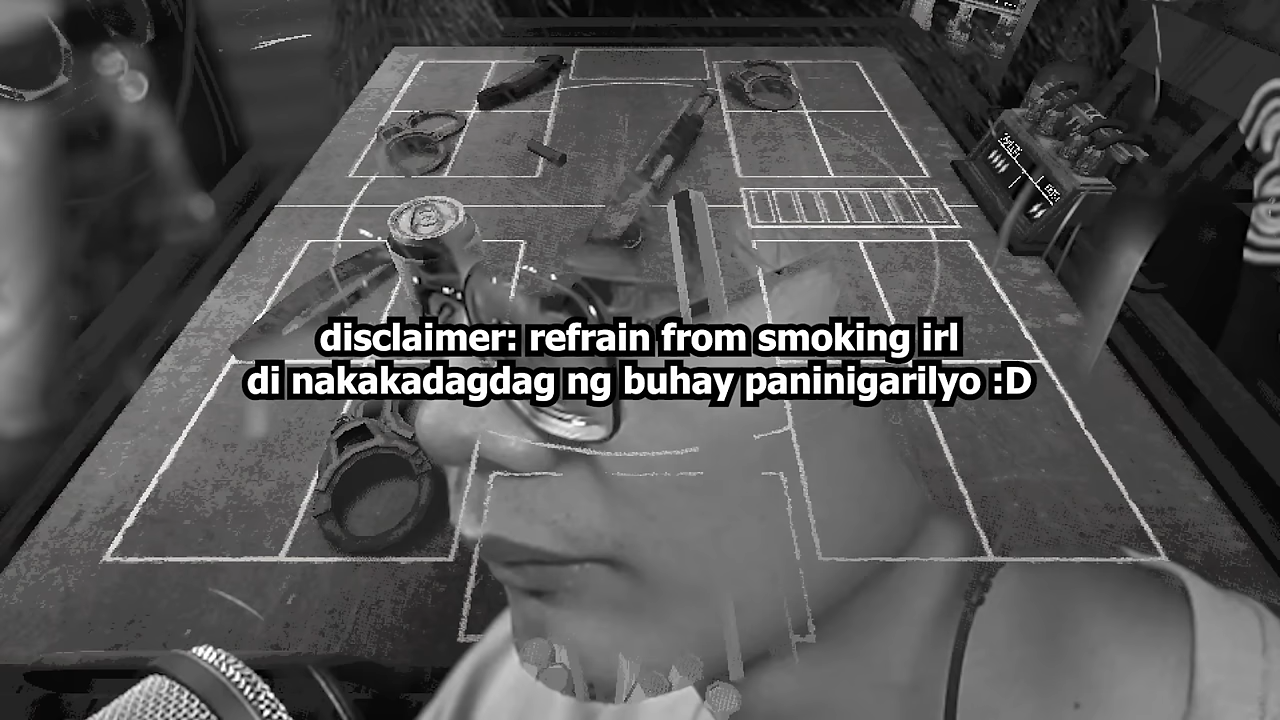 disclaimer: refrain from smoking irl
di nakakadagdag ng buhay paninigarilyo :D